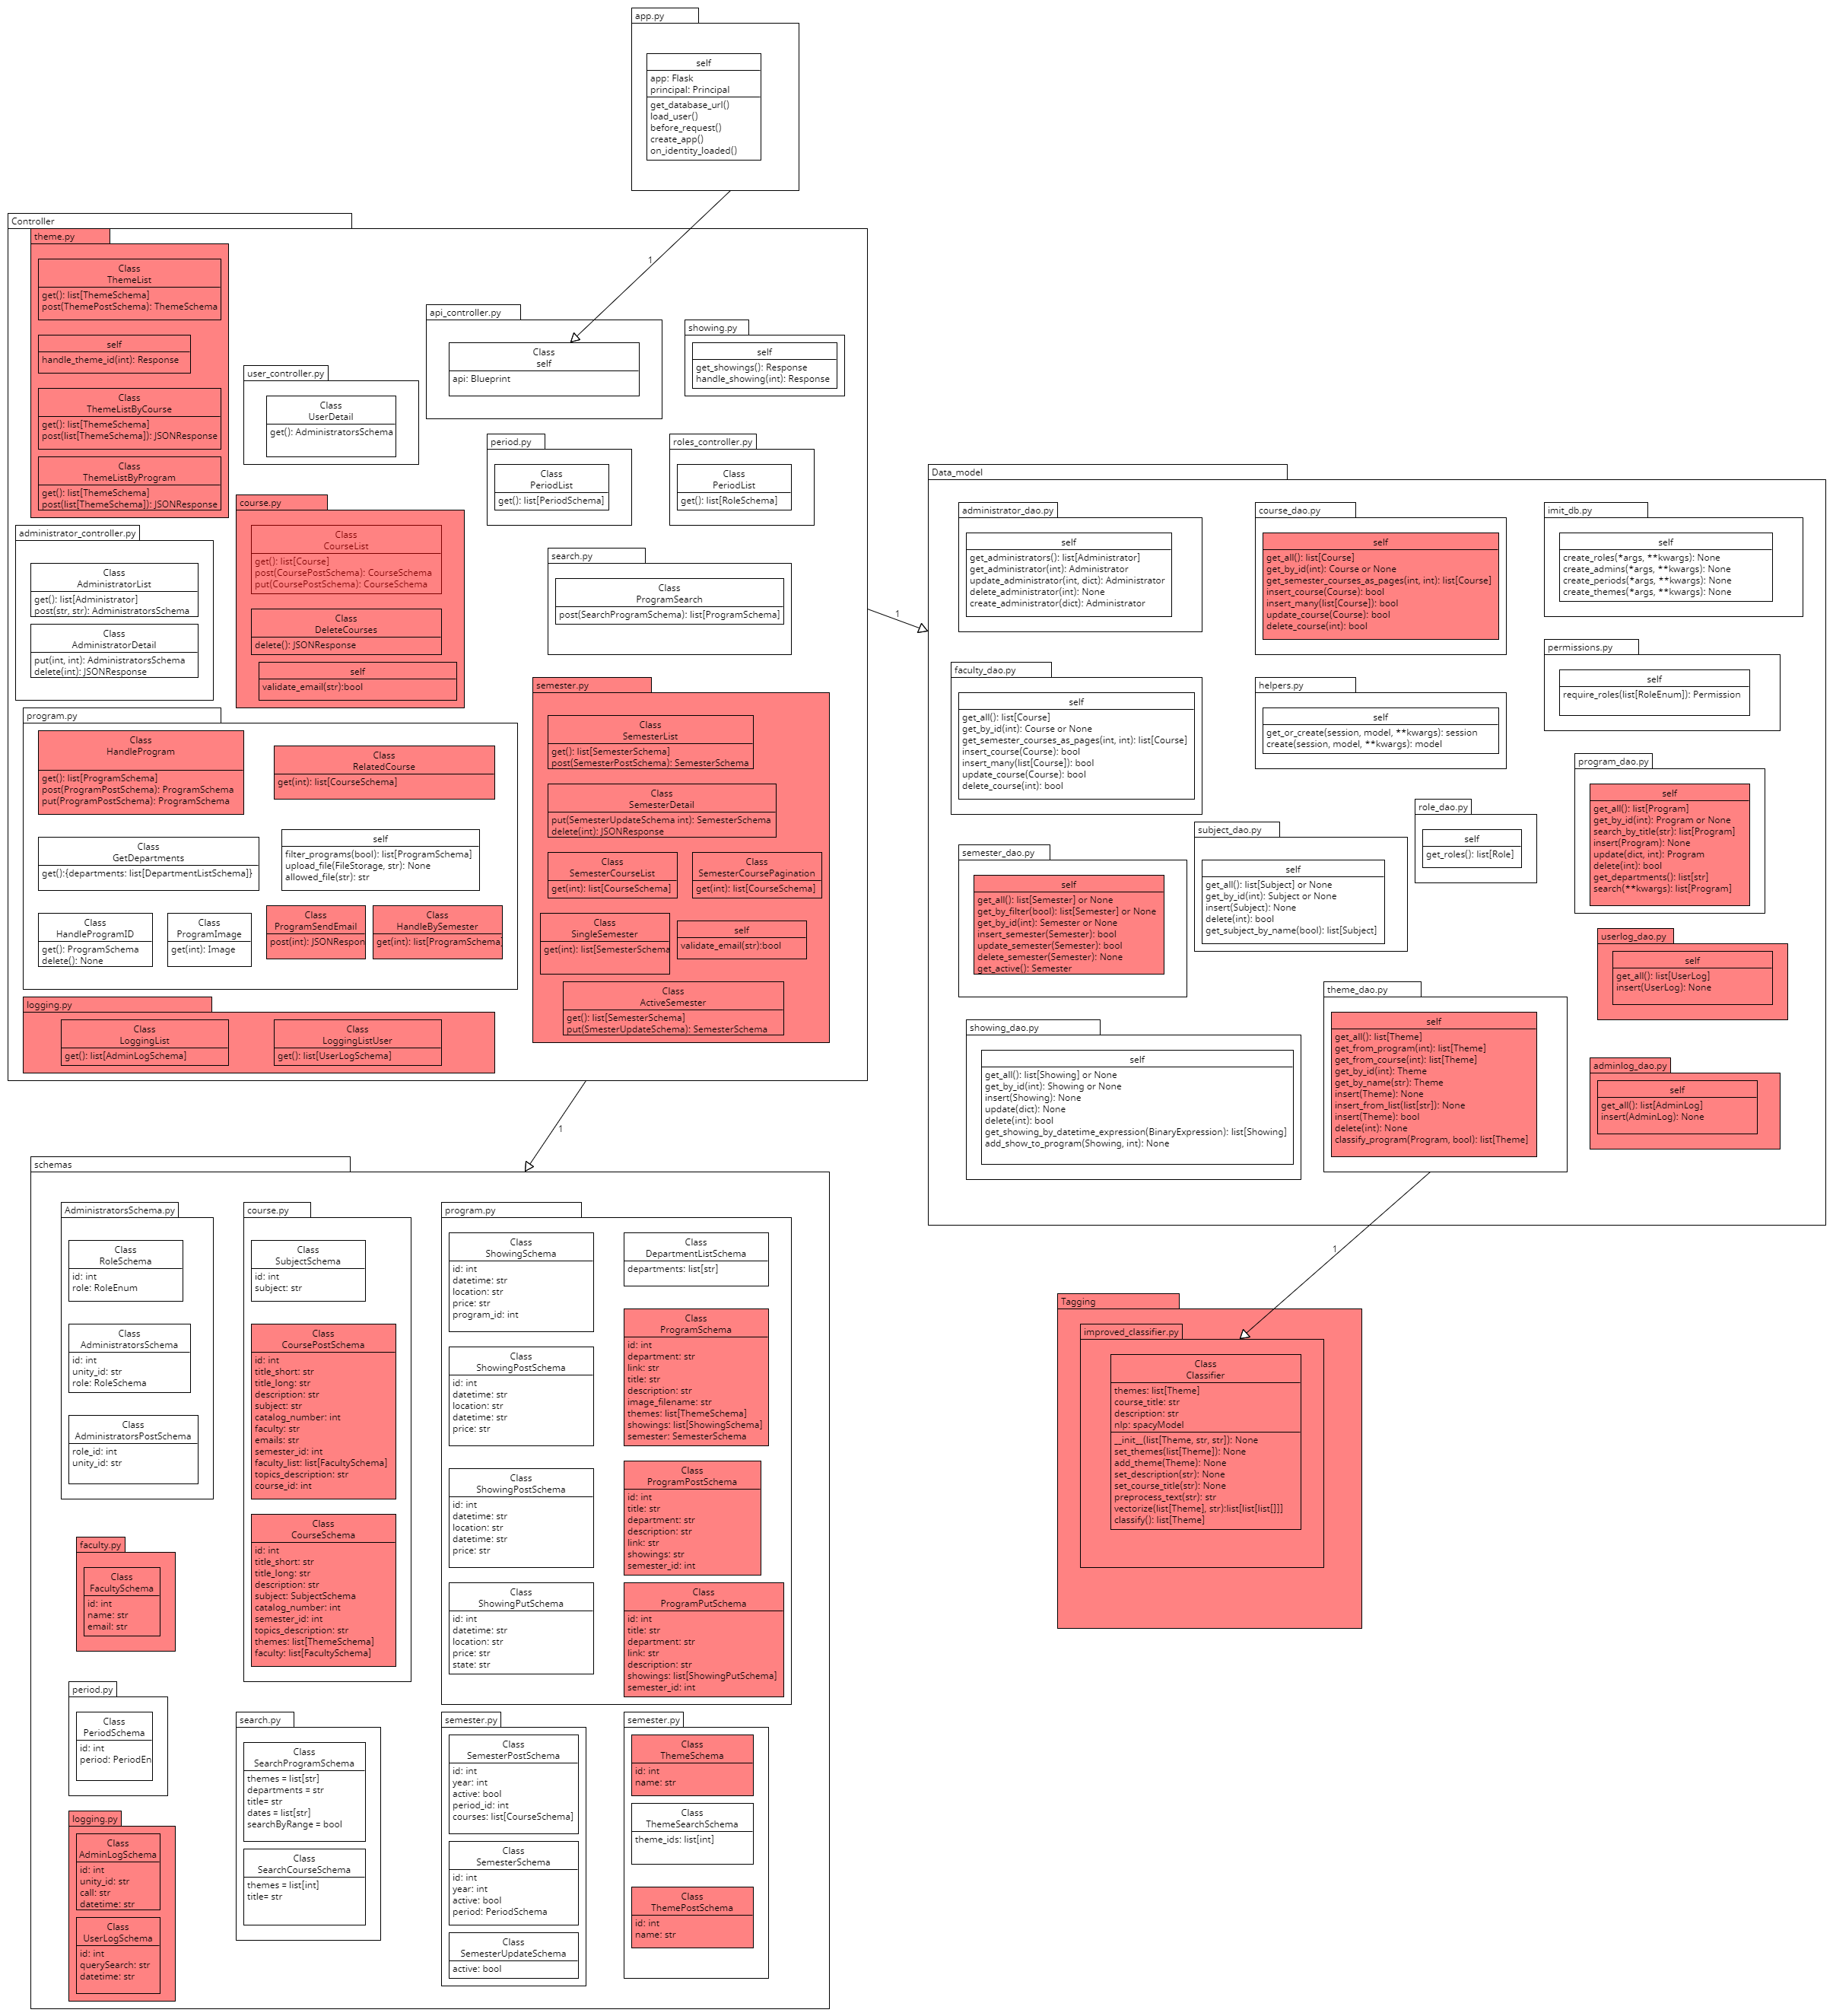 app.py
self
app: Flask
principal: Principal
get_database_url()
load_user()
before_request()
create_app()
on_identity_loaded()
1
Controller
theme.py
Class
ThemeList
get(): list[ThemeSchema]
post(ThemePostSchema): ThemeSchema
self
handle_theme_id(int): Response
Class
ThemeListByCourse
get(): list[ThemeSchema]
post(list[ThemeSchema]): JSONResponse
Class
ThemeListByProgram
get(): list[ThemeSchema]
post(list[ThemeSchema]): JSONResponse
user_controller.py
Class
UserDetail
get(): AdministratorsSchema
api_controller.py
Class
self
api: Blueprint
showing.py
self
get_showings(): Response
handle_showing(int): Response
period.py
Class
PeriodList
get(): list[PeriodSchema]
roles_controller.py
Class
PeriodList
get(): list[RoleSchema]
course.py
Class
CourseList
get(): list[Course]
post(CoursePostSchema): CourseSchema
put(CoursePostSchema): CourseSchema
Class
DeleteCourses
delete(): JSONResponse
self
validate_email(str):bool
administrator_controller.py
Class
AdministratorList
get(): list[Administrator]
post(str, str): AdministratorsSchema
Class
AdministratorDetail
put(int, int): AdministratorsSchema
delete(int): JSONResponse
search.py
Class
ProgramSearch
post(SearchProgramSchema): list[ProgramSchema]
program.py
Class
HandleProgram
get(): list[ProgramSchema]
post(ProgramPostSchema): ProgramSchema
put(ProgramPostSchema): ProgramSchema
Class
RelatedCourse
get(int): list[CourseSchema]
Class
GetDepartments
get():{departments: list[DepartmentListSchema]}
self
filter_programs(bool): list[ProgramSchema]
upload_file(FileStorage, str): None
allowed_file(str): str
Class
HandleProgramID
get(): ProgramSchema
delete(): None
Class
ProgramImage
get(int): Image
Class
ProgramSendEmail
post(int): JSONRespon
Class
HandleBySemester
get(int): list[ProgramSchema]
semester.py
Class
SemesterList
get(): list[SemesterSchema]
post(SemesterPostSchema): SemesterSchema
Class
SemesterDetail
put(SemesterUpdateSchema int): SemesterSchema
delete(int): JSONResponse
Class
SemesterCourseList
get(int): list[CourseSchema]
Class
SemesterCoursePagination
get(int): list[CourseSchema]
Class
SingleSemester
get(int): list[SemesterSchema
self
validate_email(str):bool
Class
ActiveSemester
get(): list[SemesterSchema]
put(SmesterUpdateSchema): SemesterSchema
logging.py
Class
LoggingList
get(): list[AdminLogSchema]
Class
LoggingListUser
get(): list[UserLogSchema]
1
Data_model
administrator_dao.py
self
get_administrators(): list[Administrator]
get_administrator(int): Administrator
update_administrator(int, dict): Administrator
delete_administrator(int): None
create_administrator(dict): Administrator
course_dao.py
self
get_all(): list[Course]
get_by_id(int): Course or None
get_semester_courses_as_pages(int, int): list[Course]
insert_course(Course): bool
insert_many(list[Course]): bool
update_course(Course): bool
delete_course(int): bool
imit_db.py
self
create_roles(*args, **kwargs): None
create_admins(*args, **kwargs): None
create_periods(*args, **kwargs): None
create_themes(*args, **kwargs): None
permissions.py
self
require_roles(list[RoleEnum]): Permission
faculty_dao.py
self
get_all(): list[Course]
get_by_id(int): Course or None
get_semester_courses_as_pages(int, int): list[Course]
insert_course(Course): bool
insert_many(list[Course]): bool
update_course(Course): bool
delete_course(int): bool
helpers.py
self
get_or_create(session, model, **kwargs): session
create(session, model, **kwargs): model
program_dao.py
self
get_all(): list[Program]
get_by_id(int): Program or None
search_by_title(str): list[Program]
insert(Program): None
update(dict, int): Program
delete(int): bool
get_departments(): list[str]
search(**kwargs): list[Program]
role_dao.py
self
get_roles(): list[Role]
subject_dao.py
self
get_all(): list[Subject] or None
get_by_id(int): Subject or None
insert(Subject): None
delete(int): bool
get_subject_by_name(bool): list[Subject]
semester_dao.py
self
get_all(): list[Semester] or None
get_by_filter(bool): list[Semester] or None
get_by_id(int): Semester or None
insert_semester(Semester): bool
update_semester(Semester): bool
delete_semester(Semester): None
get_active(): Semester
userlog_dao.py
self
get_all(): list[UserLog]
insert(UserLog): None
theme_dao.py
self
get_all(): list[Theme]
get_from_program(int): list[Theme]
get_from_course(int): list[Theme]
get_by_id(int): Theme
get_by_name(str): Theme
insert(Theme): None
insert_from_list(list[str]): None
insert(Theme): bool
delete(int): None
classify_program(Program, bool): list[Theme]
showing_dao.py
self
get_all(): list[Showing] or None
get_by_id(int): Showing or None
insert(Showing): None
update(dict): None
delete(int): bool
get_showing_by_datetime_expression(BinaryExpression): list[Showing]
add_show_to_program(Showing, int): None
adminlog_dao.py
self
get_all(): list[AdminLog]
insert(AdminLog): None
1
1
schemas
AdministratorsSchema.py
Class
RoleSchema
id: int
role: RoleEnum
Class
AdministratorsSchema
id: int
unity_id: str
role: RoleSchema
Class
AdministratorsPostSchema
role_id: int
unity_id: str
course.py
Class
SubjectSchema
id: int
subject: str
Class
CoursePostSchema
id: int
title_short: str
title_long: str
description: str
subject: str
catalog_number: int
faculty: str
emails: str
semester_id: int
faculty_list: list[FacultySchema]
topics_description: str
course_id: int
Class
CourseSchema
id: int
title_short: str
title_long: str
description: str
subject: SubjectSchema
catalog_number: int
semester_id: int
topics_description: str
themes: list[ThemeSchema]
faculty: list[FacultySchema]
program.py
Class
ShowingSchema
id: int
datetime: str
location: str
price: str
program_id: int
Class
DepartmentListSchema
departments: list[str]
Class
ShowingPostSchema
id: int
datetime: str
location: str
datetime: str
price: str
Class
ProgramSchema
id: int
department: str
link: str
title: str
description: str
image_filename: str
themes: list[ThemeSchema]
showings: list[ShowingSchema]
semester: SemesterSchema
Class
ShowingPostSchema
id: int
datetime: str
location: str
datetime: str
price: str
Class
ProgramPostSchema
id: int
title: str
department: str
description: str
link: str
showings: str
semester_id: int
Class
ShowingPutSchema
id: int
datetime: str
location: str
price: str
state: str
Class
ProgramPutSchema
id: int
title: str
department: str
link: str
description: str
showings: list[ShowingPutSchema]
semester_id: int
faculty.py
Class
FacultySchema
id: int
name: str
email: str
period.py
Class
PeriodSchema
id: int
period: PeriodEn
logging.py
Class
AdminLogSchema
id: int
unity_id: str
call: str
datetime: str
Class
UserLogSchema
id: int
querySearch: str
datetime: str
search.py
Class
SearchProgramSchema
themes = list[str]
departments = str
title= str
dates = list[str]
searchByRange = bool
Class
SearchCourseSchema
themes = list[int]
title= str
semester.py
Class
SemesterPostSchema
id: int
year: int
active: bool
period_id: int
courses: list[CourseSchema]
Class
SemesterSchema
id: int
year: int
active: bool
period: PeriodSchema
Class
SemesterUpdateSchema
active: bool
semester.py
Class
ThemeSchema
id: int
name: str
Class
ThemeSearchSchema
theme_ids: list[int]
Class
ThemePostSchema
id: int
name: str
Tagging
improved_classifier.py
Class
Classifier
themes: list[Theme]
course_title: str
description: str
nlp: spacyModel
__init__(list[Theme, str, str]): None
set_themes(list[Theme]): None
add_theme(Theme): None
set_description(str): None
set_course_title(str): None
preprocess_text(str): str
vectorize(list[Theme], str):list[list[list[]]]
classify(): list[Theme]